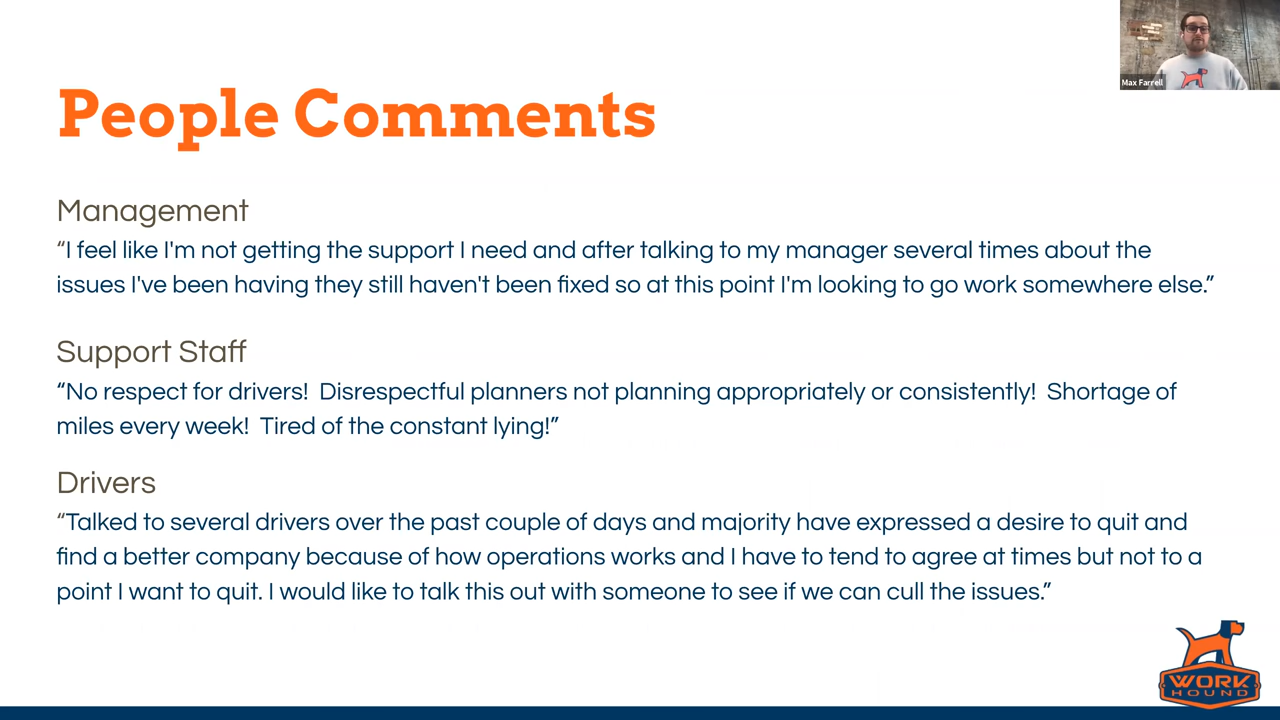 Max Farrell
People Comments
Management
“I feel like I'm not getting the support I need and after talking to my manager several times about the
issues I've been having they still haven't been fixed so at this point I'm looking to go work somewhere else.”
Support Staff
“No respect for drivers!  Disrespectful planners not planning appropriately or consistently!  Shortage of
miles every week!  Tired of the constant lying!”
Drivers
“Talked to several drivers over the past couple of days and majority have expressed a desire to quit and
find a better company because of how operations works and I have to tend to agree at times but not to a
point I want to quit. I would like to talk this out with someone to see if we can cull the issues.”
WORK
HOUND